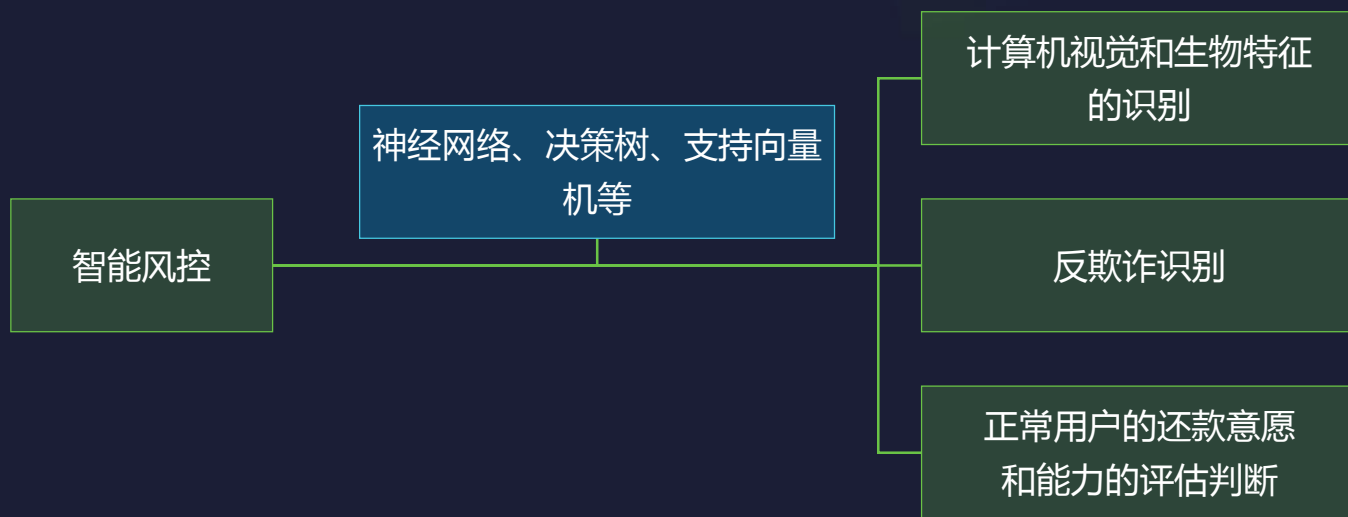 智能风控
神经网络、决策树、支持向量
机等
计算机视觉和生物特征
的识别
反欺诈识别
正常用户的还款意愿
和能力的评估判断